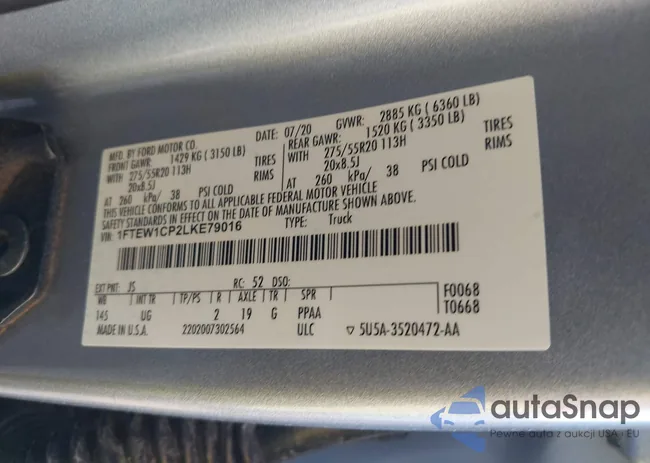 MFD. BY FORD MOTOR CO.
DATE: 07/20 GVWR: 2885 KG ( 6360 LB)
FRONT GAWR: 1429 KG ( 3150 LB) REAR GAWR: 1520 KG ( 3350 LB)
WITH 275/55R20 113H TIRES WITH 275/55R20 113H TIRES
20x8.5J RIMS 20x8.5J RIMS
AT 260 kPa/ 38 PSI COLD AT 260 kPa/ 38 PSI COLD
THIS VEHICLE CONFORMS TO ALL APPLICABLE FEDERAL MOTOR VEHICLE
SAFETY STANDARDS IN EFFECT ON THE DATE OF MANUFACTURE SHOWN ABOVE.
VIN: 1FTEW1CP2LKE79016 TYPE: Truck
EXT PNT: JS RC: 52 DSO: F0068
WB INT TR TP/PS R AXLE TR SPR T0668
145 UG 2 19 G PPAA
MADE IN U.S.A. 2202007302564 ULC ▽ 5U5A-3520472-AA
autaSnap
Pewne auta z aukcji USA i EU